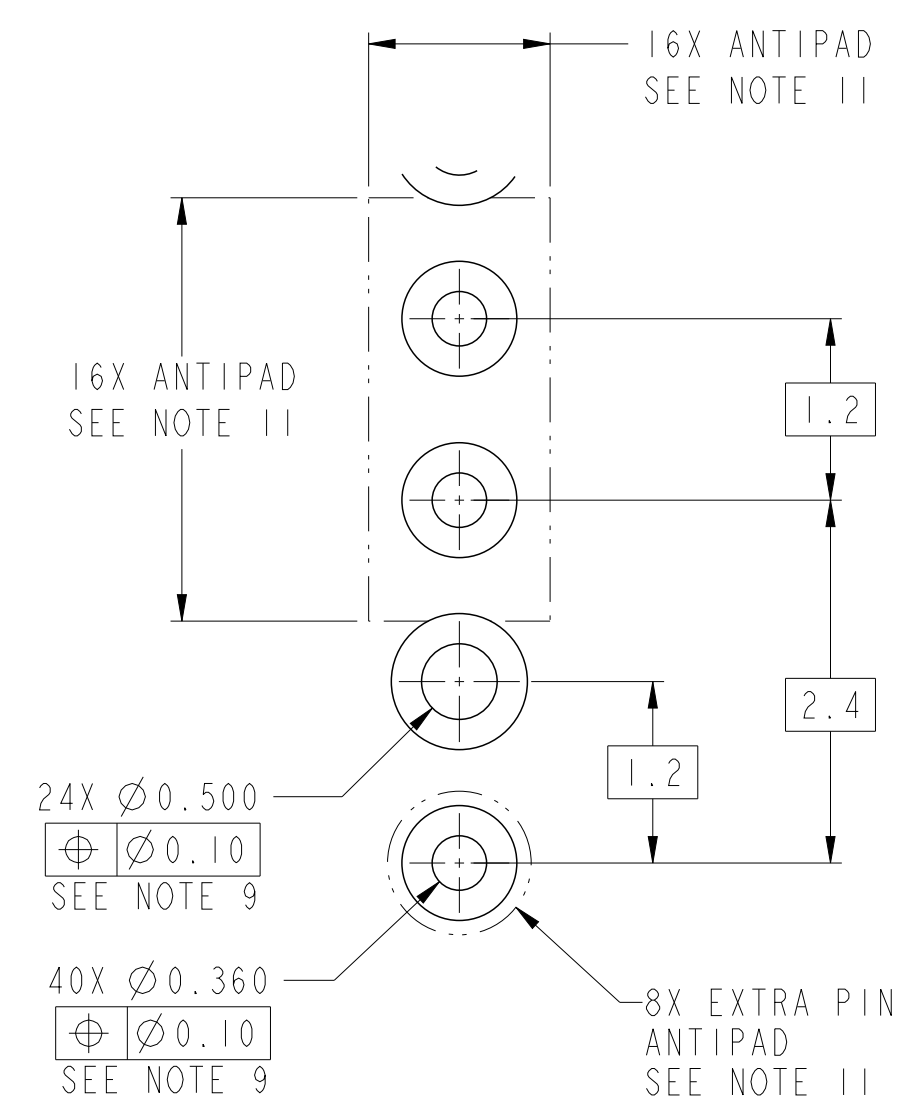 16X ANTIPAD
SEE NOTE 11
16X ANTIPAD
SEE NOTE 11
1.2
2.4
1.2
24X Ø0.500
⌖ Ø0.10
SEE NOTE 9
40X Ø0.360
⌖ Ø0.10
SEE NOTE 9
8X EXTRA PIN
ANTIPAD
SEE NOTE 11